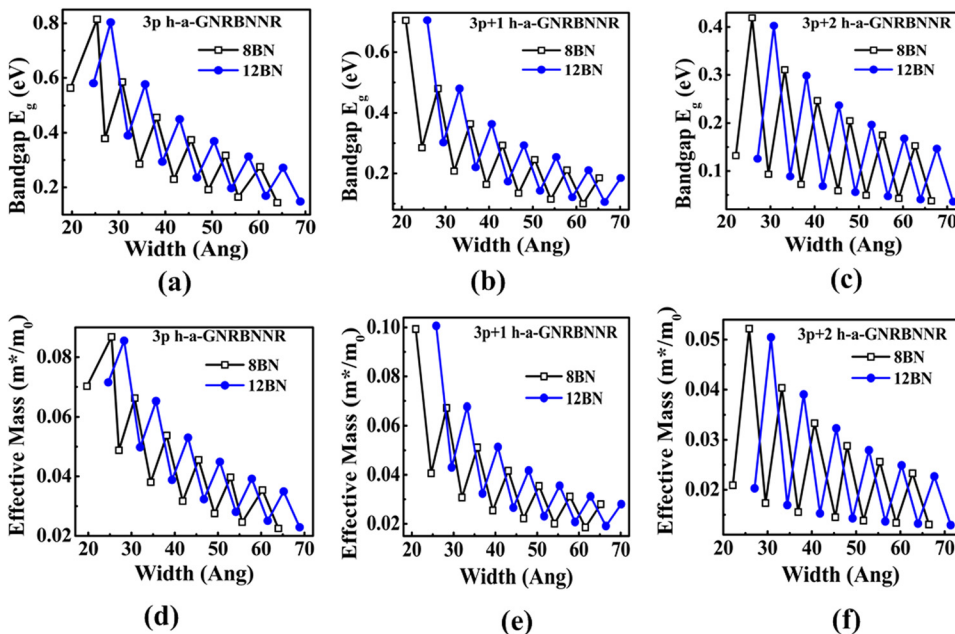 3p h-a-GNRBNNR
8BN
12BN
Bandgap E_g (eV)
0.8
0.6
0.4
0.2
20 30 40 50 60 70
Width (Ang)
(a)
3p+1 h-a-GNRBNNR
8BN
12BN
Bandgap E_g (eV)
0.6
0.4
0.2
20 30 40 50 60 70
Width (Ang)
(b)
3p+2 h-a-GNRBNNR
8BN
12BN
Bandgap E_g (eV)
0.4
0.3
0.2
0.1
20 30 40 50 60 70
Width (Ang)
(c)
3p h-a-GNRBNNR
8BN
12BN
Effective Mass (m*/m_0)
0.08
0.06
0.04
0.02
20 30 40 50 60 70
Width (Ang)
(d)
3p+1 h-a-GNRBNNR
8BN
12BN
Effective Mass (m*/m_0)
0.10
0.08
0.06
0.04
0.02
20 30 40 50 60 70
Width (Ang)
(e)
3p+2 h-a-GNRBNNR
8BN
12BN
Effective Mass (m*/m_0)
0.05
0.04
0.03
0.02
20 30 40 50 60 70
Width (Ang)
(f)